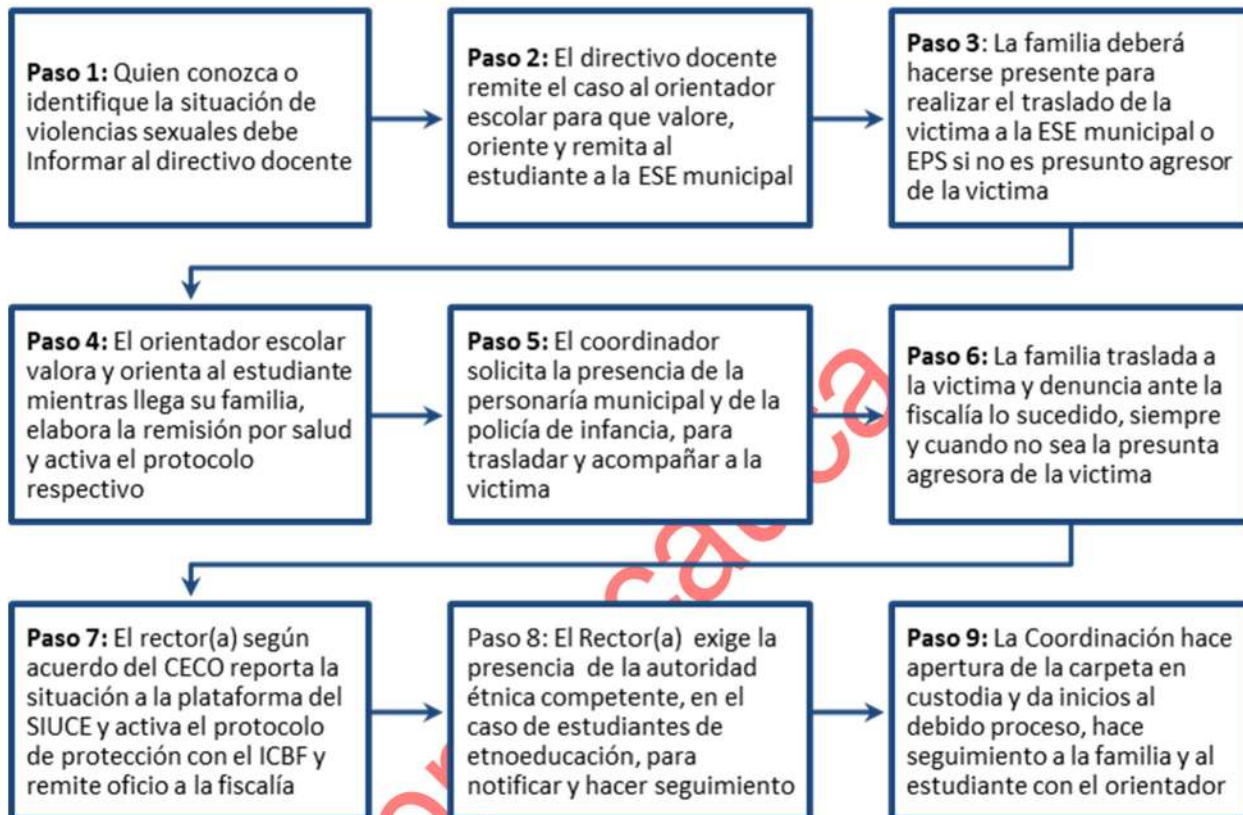 Paso 1: Quien conozca o
identifique la situación de
violencias sexuales debe
Informar al directivo docente
Paso 2: El directivo docente
remite el caso al orientador
escolar para que valore,
oriente y remita al
estudiante a la ESE municipal
Paso 3: La familia deberá
hacerse presente para
realizar el traslado de la
victima a la ESE municipal o
EPS si no es presunto agresor
de la victima
Paso 4: El orientador escolar
valora y orienta al estudiante
mientras llega su familia,
elabora la remisión por salud
y activa el protocolo
respectivo
Paso 5: El coordinador
solicita la presencia de la
personaría municipal y de la
policía de infancia, para
trasladar y acompañar a la
victima
Paso 6: La familia traslada a
la victima y denuncia ante la
fiscalía lo sucedido, siempre
y cuando no sea la presunta
agresora de la victima
Paso 7: El rector(a) según
acuerdo del CECO reporta la
situación a la plataforma del
SIUCE y activa el protocolo
de protección con el ICBF y
remite oficio a la fiscalía
Paso 8: El Rector(a) exige la
presencia de la autoridad
étnica competente, en el
caso de estudiantes de
etnoeducación, para
notificar y hacer seguimiento
Paso 9: La Coordinación hace
apertura de la carpeta en
custodia y da inicios al
debido proceso, hace
seguimiento a la familia y al
estudiante con el orientador